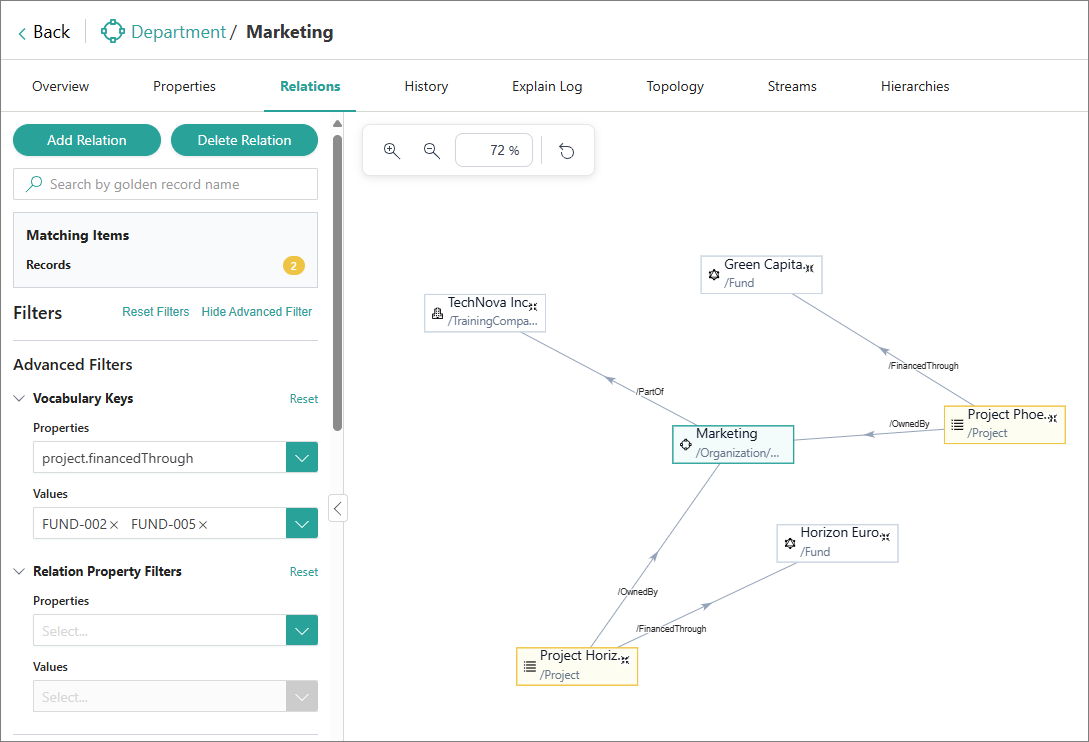 Back
Department / Marketing
Overview
Properties
Relations
History
Explain Log
Topology
Streams
Hierarchies
Add Relation
Delete Relation
Search by golden record name
Matching Items
Records
2
Filters
Reset Filters
Hide Advanced Filter
Advanced Filters
Vocabulary Keys
Reset
Properties
project.financedThrough
Values
FUND-002 × FUND-005 ×
Relation Property Filters
Reset
Properties
Select...
Values
Select...
72 %
Green Capita...
/Fund
TechNova Inc...
/TrainingCompa...
/FinancedThrough
/PartOf
Project Phoe...
/Project
/OwnedBy
Marketing
/Organization/...
Horizon Euro...
/Fund
/OwnedBy
/FinancedThrough
Project Horiz...
/Project